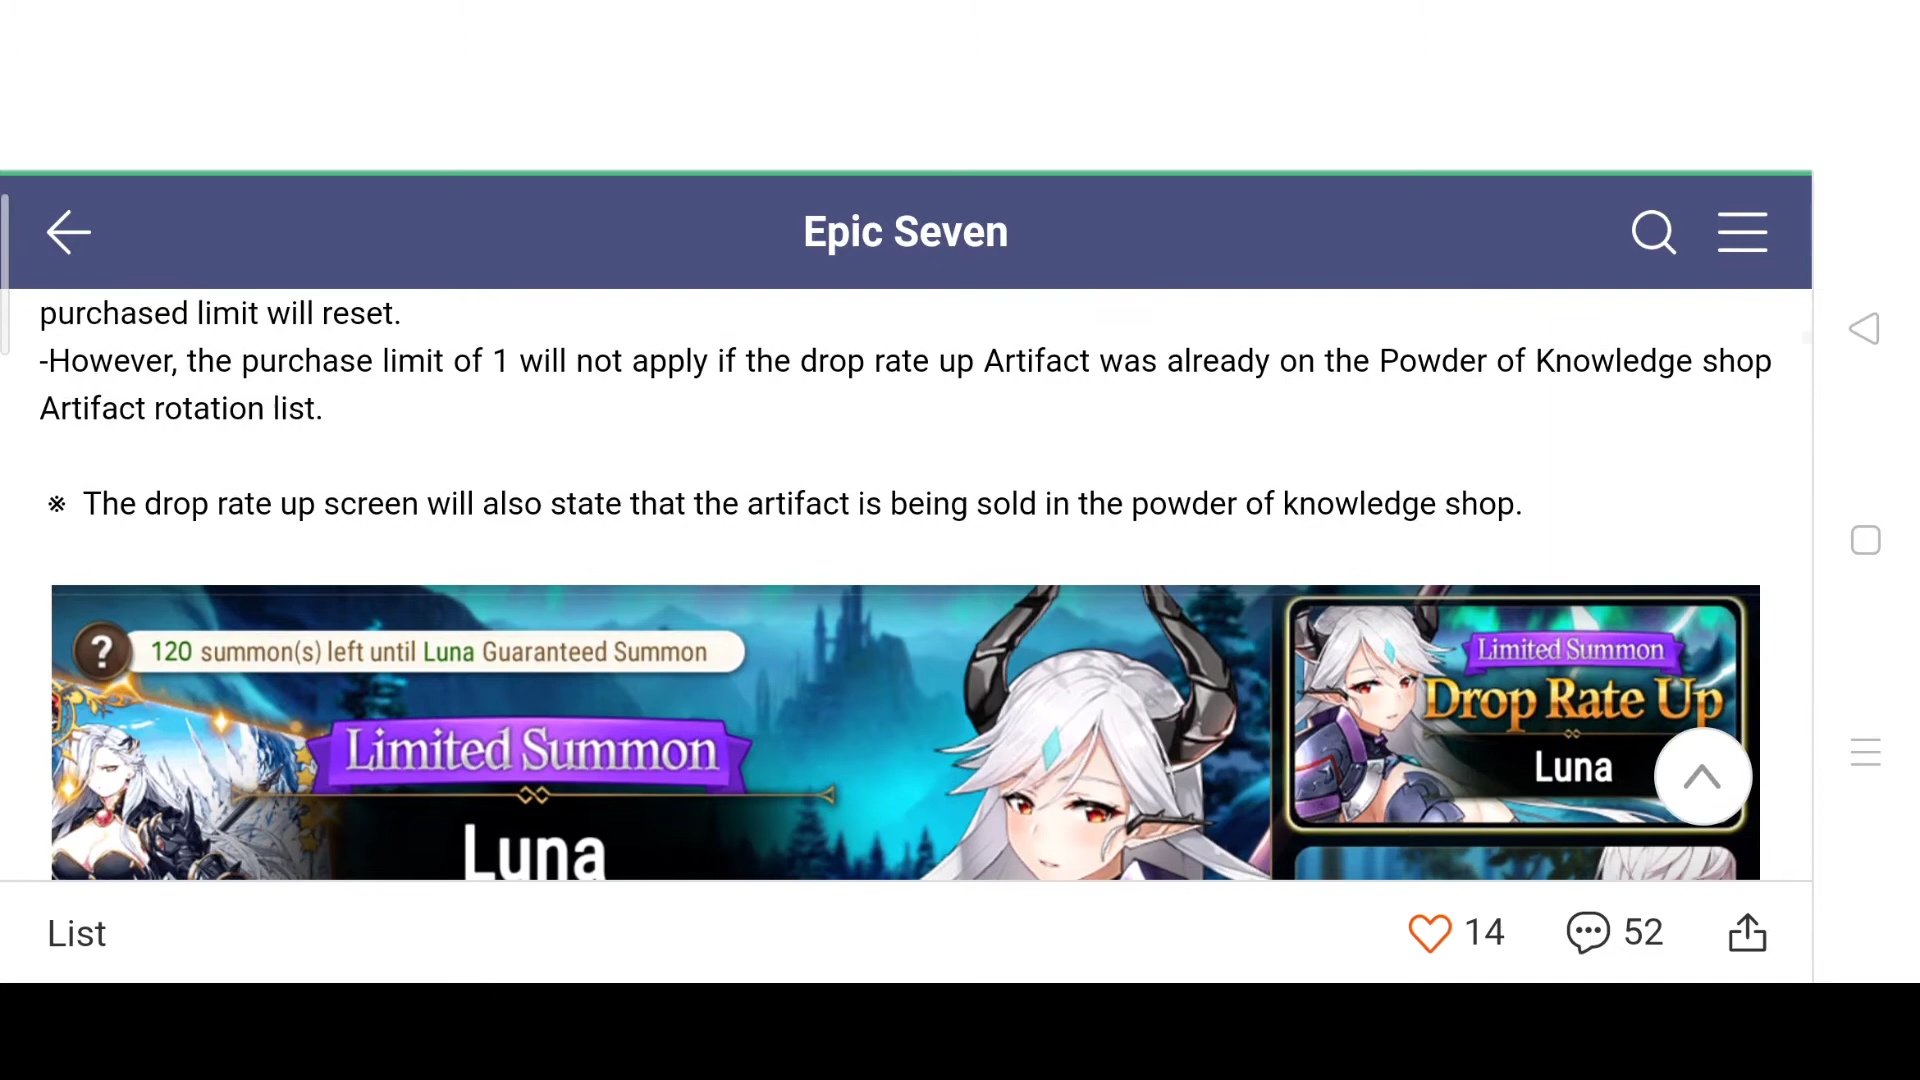 Epic Seven
purchased limit will reset.
-However, the purchase limit of 1 will not apply if the drop rate up Artifact was already on the Powder of Knowledge shop
Artifact rotation list.
※ The drop rate up screen will also state that the artifact is being sold in the powder of knowledge shop.
? 120 summon(s) left until Luna Guaranteed Summon
Limited Summon
Luna
Limited Summon
Drop Rate Up
Luna
List
14
52